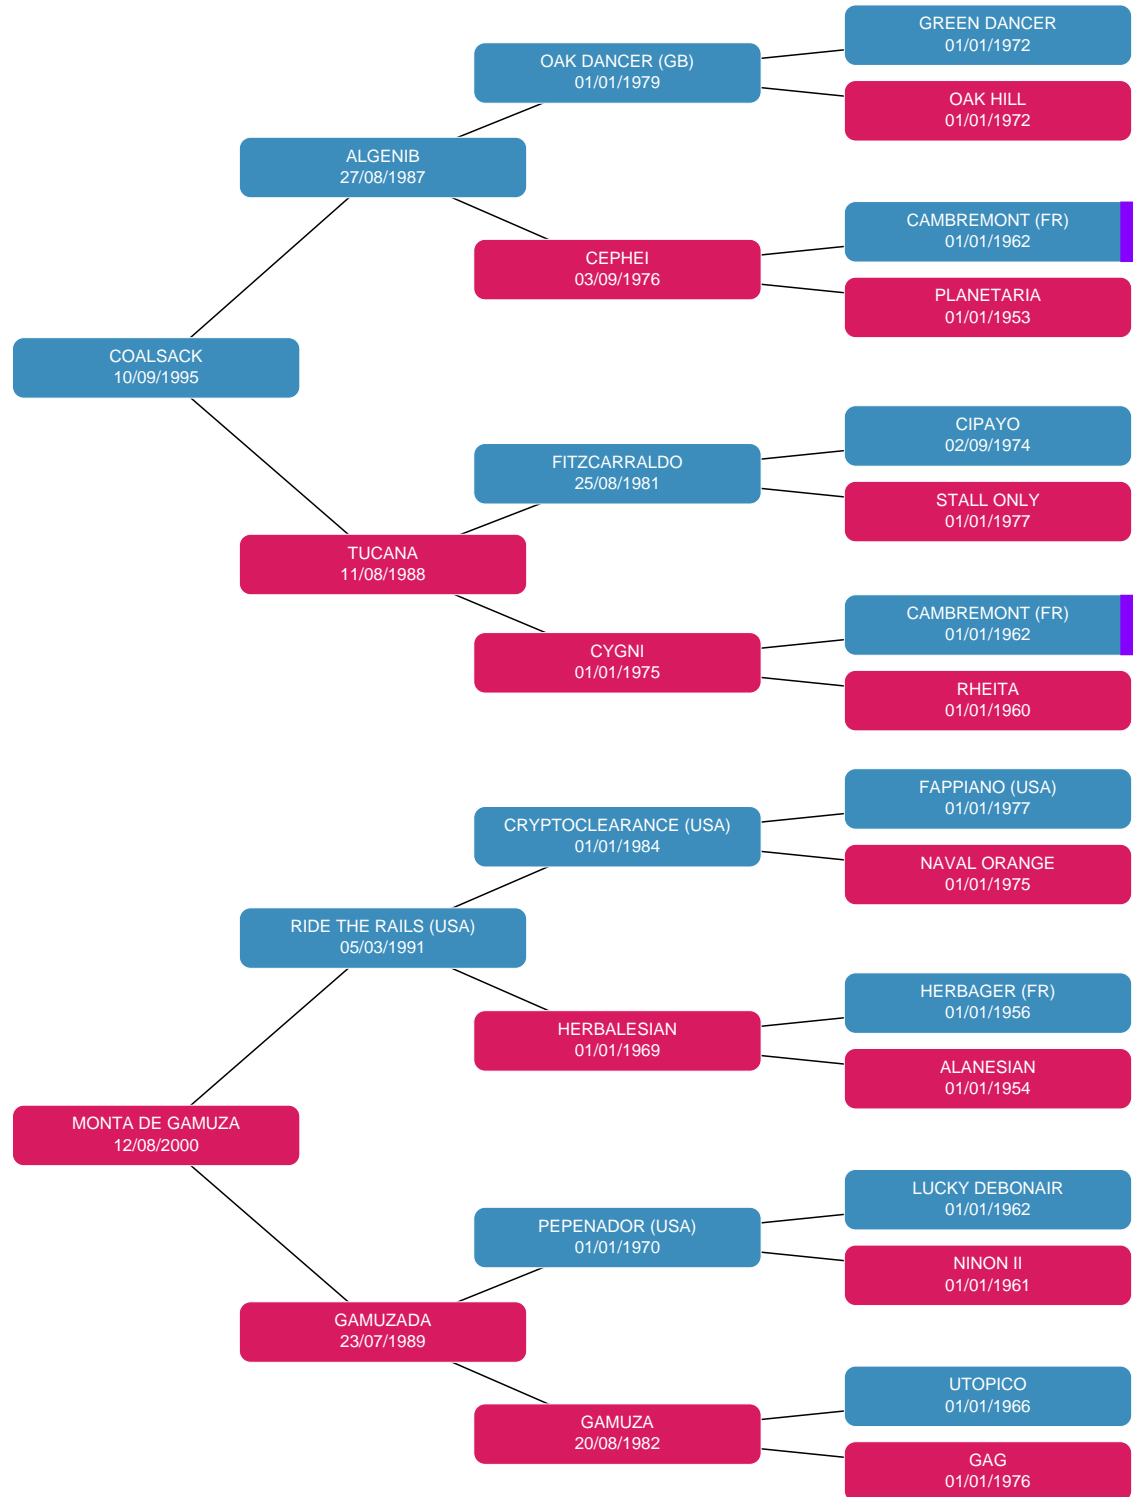 GREEN DANCER
01/01/1972
OAK DANCER (GB)
01/01/1979
OAK HILL
01/01/1972
ALGENIB
27/08/1987
CAMBREMONT (FR)
01/01/1962
CEPHEI
03/09/1976
PLANETARIA
01/01/1953
COALSACK
10/09/1995
CIPAYO
02/09/1974
FITZCARRALDO
25/08/1981
STALL ONLY
01/01/1977
TUCANA
11/08/1988
CAMBREMONT (FR)
01/01/1962
CYGNI
01/01/1975
RHEITA
01/01/1960
FAPPIANO (USA)
01/01/1977
CRYPTOCLEARANCE (USA)
01/01/1984
NAVAL ORANGE
01/01/1975
RIDE THE RAILS (USA)
05/03/1991
HERBAGER (FR)
01/01/1956
HERBALESIAN
01/01/1969
ALANESIAN
01/01/1954
MONTA DE GAMUZA
12/08/2000
LUCKY DEBONAIR
01/01/1962
PEPENADOR (USA)
01/01/1970
NINON II
01/01/1961
GAMUZADA
23/07/1989
UTOPICO
01/01/1966
GAMUZA
20/08/1982
GAG
01/01/1976